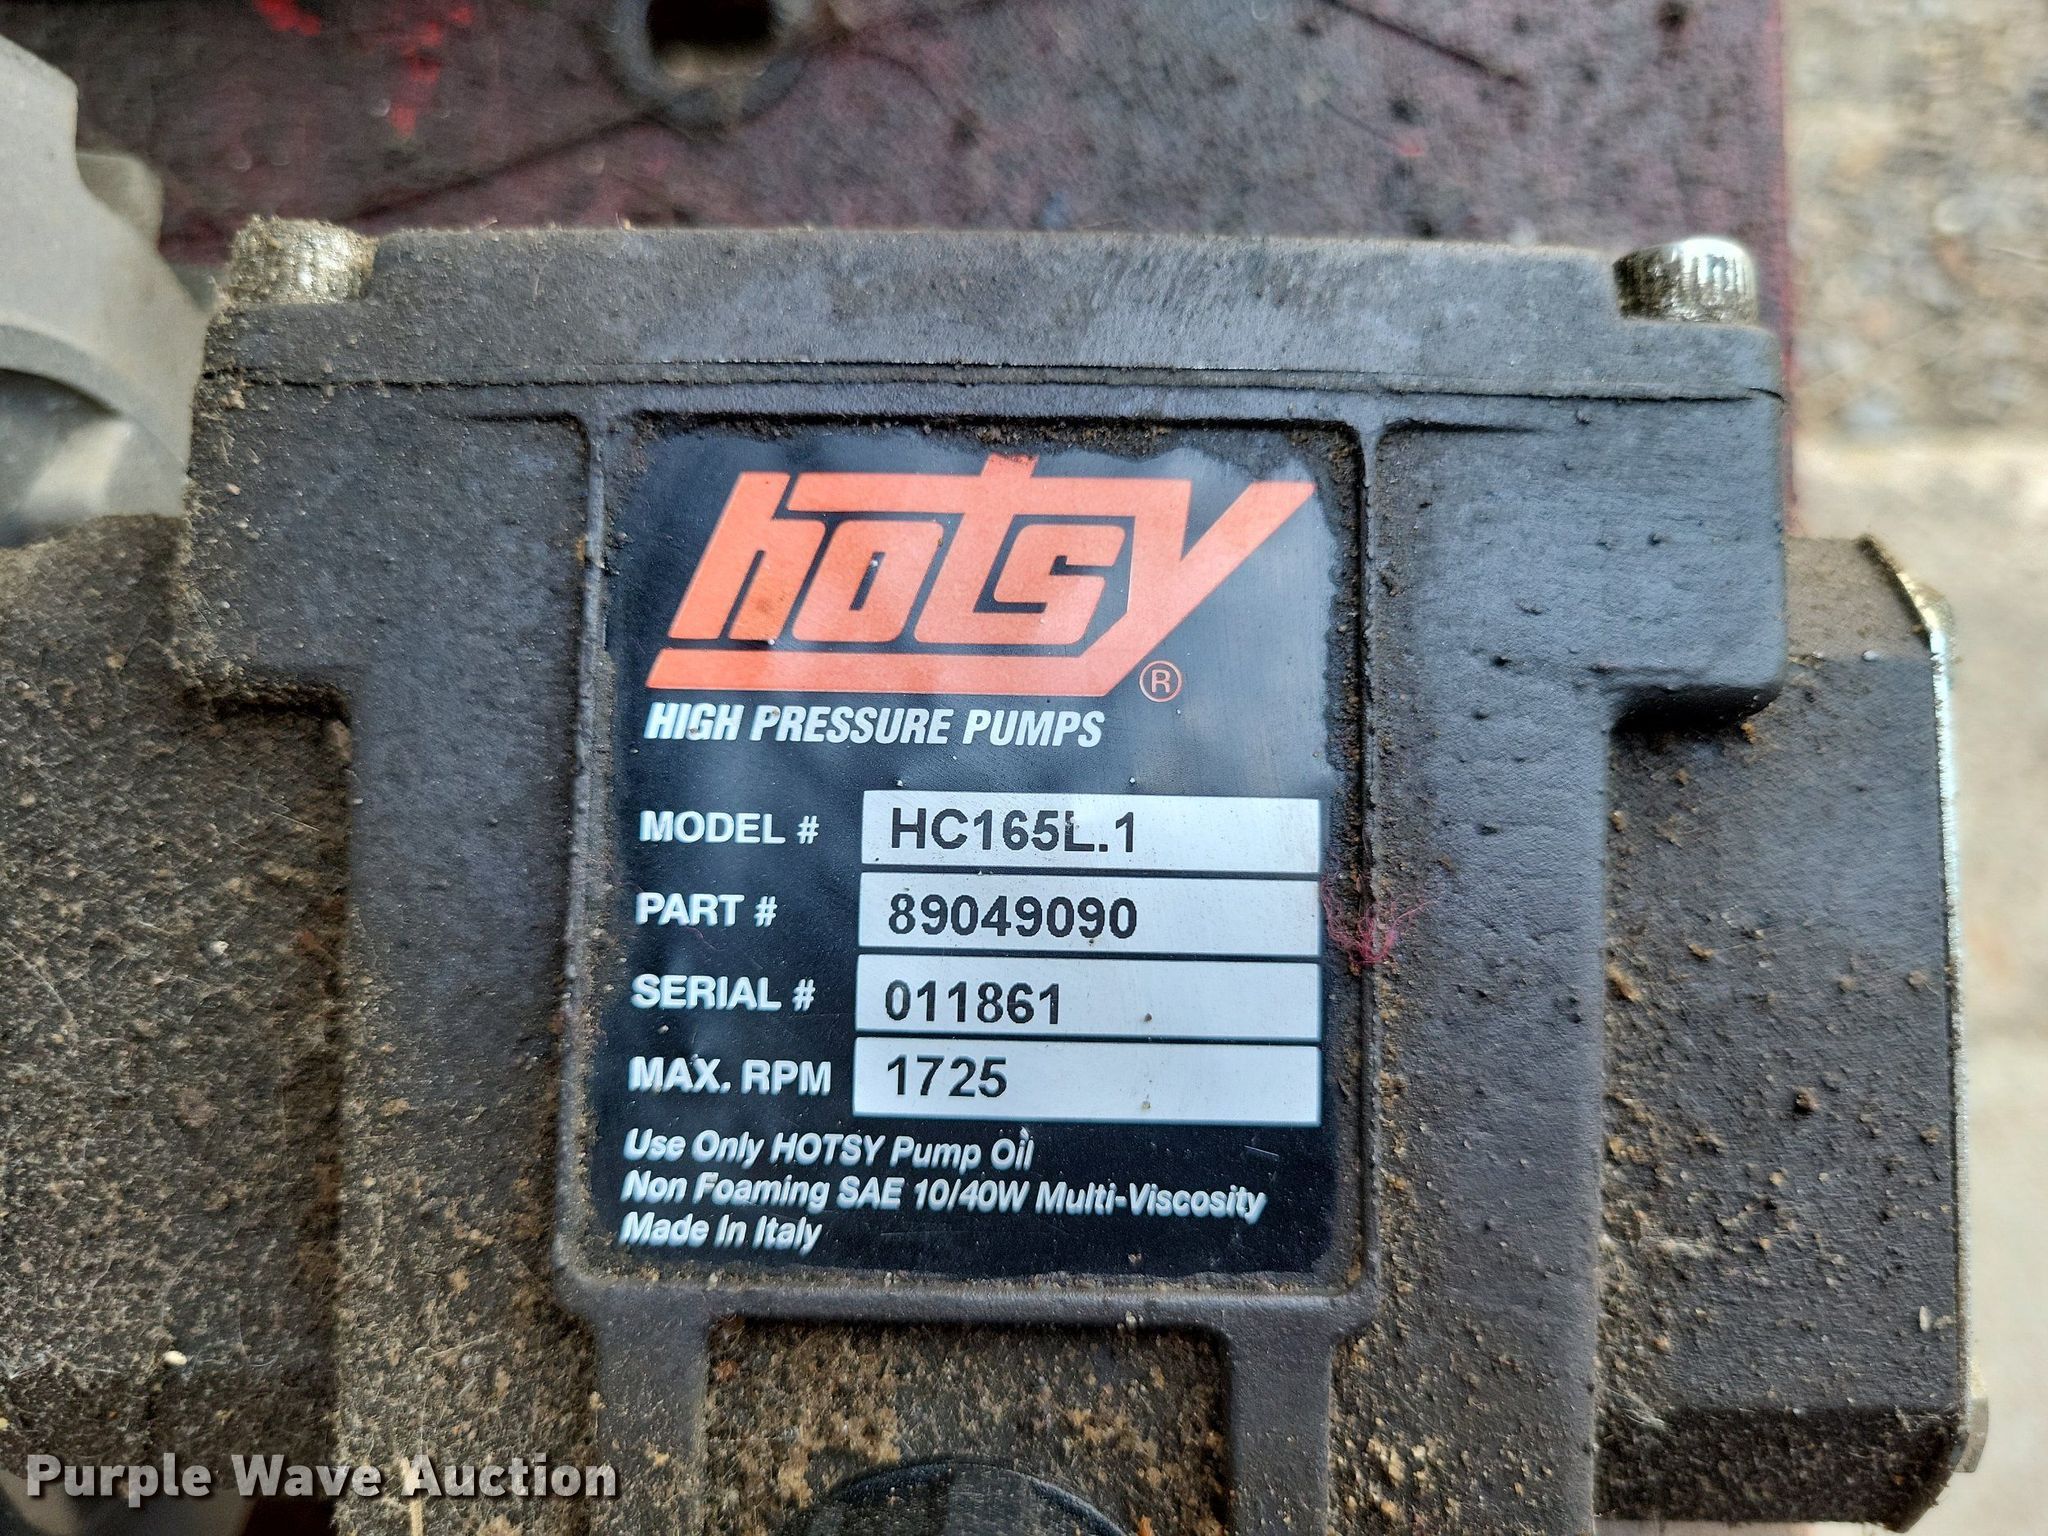 hotsy®
HIGH PRESSURE PUMPS
MODEL # HC165L.1
PART # 89049090
SERIAL # 011861
MAX. RPM 1725
Use Only HOTSY Pump Oil
Non Foaming SAE 10/40W Multi-Viscosity
Made In Italy
Purple Wave Auction